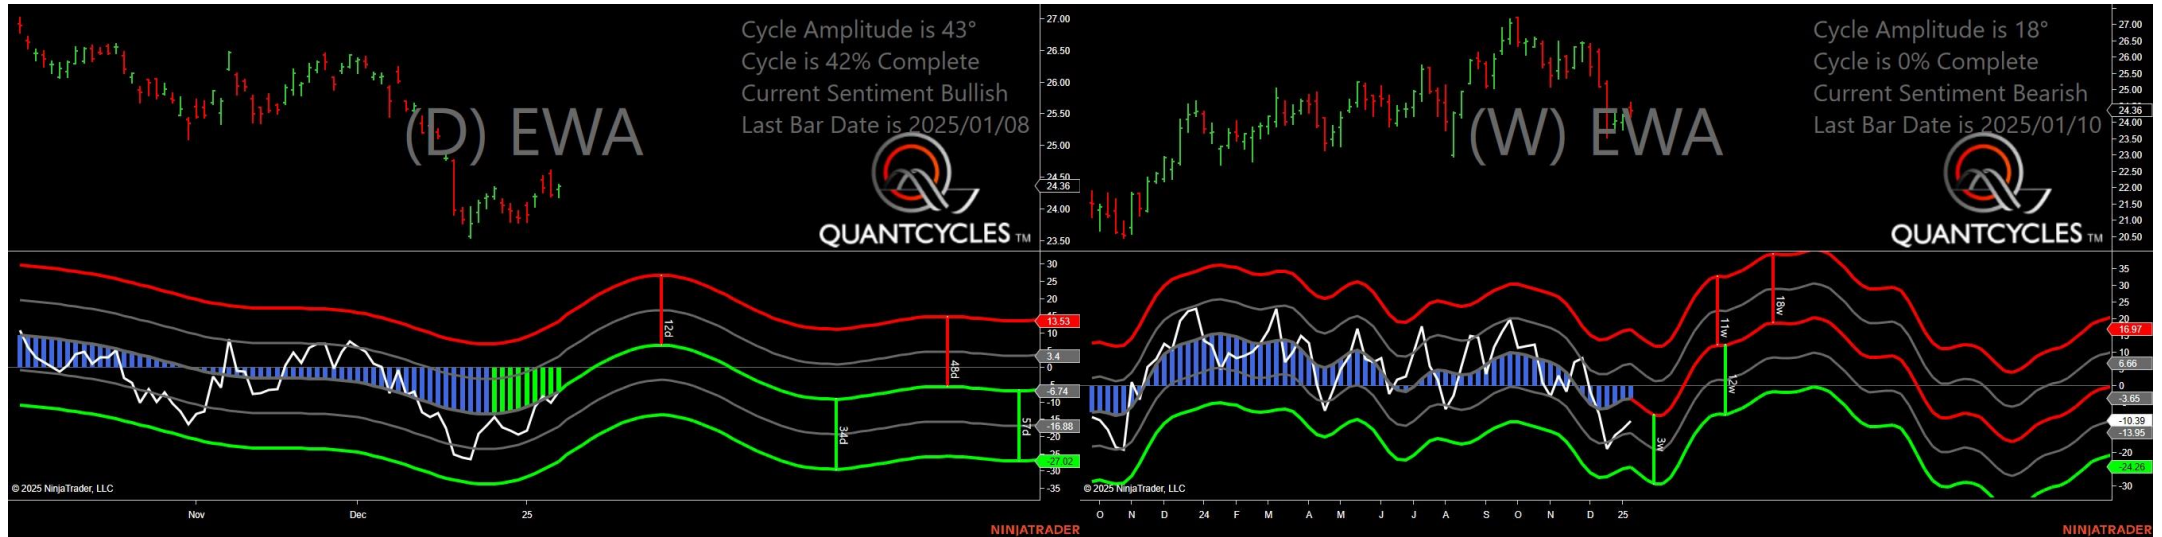 Cycle Amplitude is 43°
Cycle is 42% Complete
Current Sentiment Bullish
Last Bar Date is 2025/01/08
(D) EWA
QUANTCYCLES TM
27.00
26.50
26.00
25.50
25.00
24.50
24.36
24.00
23.50
30
25
20
15
13.53
10
5
3.4
0
-5
-6.74
-10
-16.88
-20
-25
-27.02
-30
-35
12d
34d
48d
57d
© 2025 NinjaTrader, LLC
Nov Dec 25
NINJATRADER
Cycle Amplitude is 18°
Cycle is 0% Complete
Current Sentiment Bearish
Last Bar Date is 2025/01/10
(W) EWA
QUANTCYCLES TM
27.00
26.50
26.00
25.50
25.00
24.36
24.00
23.50
23.00
22.50
22.00
21.50
21.00
20.50
35
30
25
20
16.97
10
6.66
5
0
-3.65
-10.39
-13.95
-20
-24.26
-30
3w
11w
12w
18w
© 2025 NinjaTrader, LLC
O N D 24 F M A M J J A S O N D 25
NINJATRADER